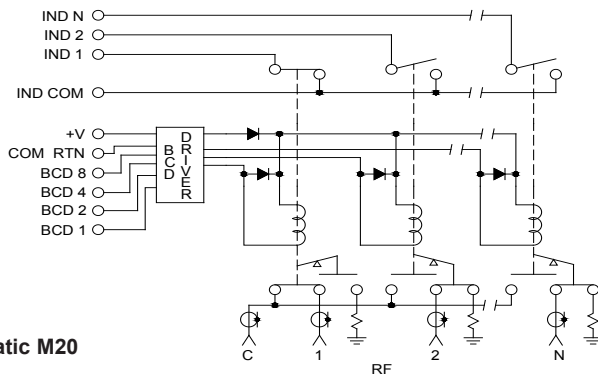 IND N
IND 2
IND 1
IND COM
+V
COM RTN
BCD 8
BCD 4
BCD 2
BCD 1
BCD
DRIVER
C
1
2
N
RF
atic M20